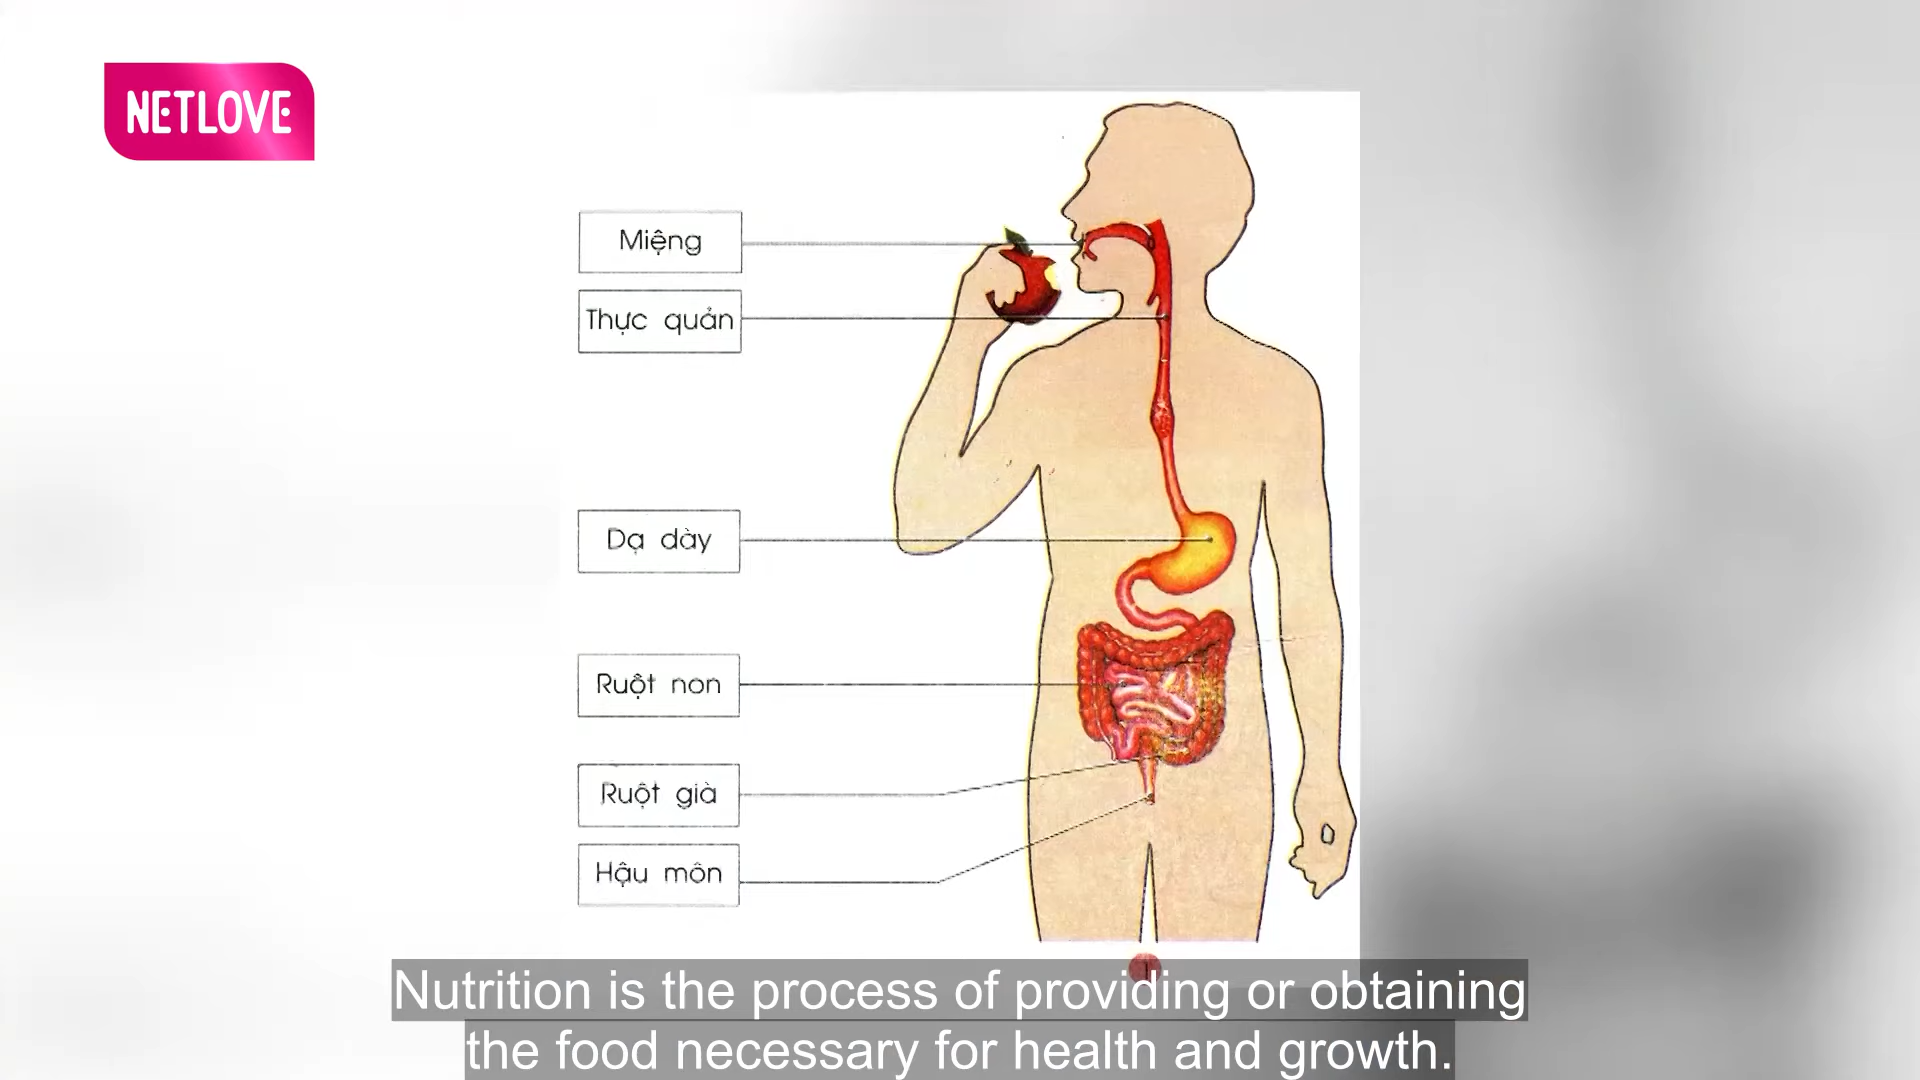 NETLOVE
Miệng
Thực quản
Dạ dày
Ruột non
Ruột già
Hậu môn
Nutrition is the process of providing or obtaining
the food necessary for health and growth.